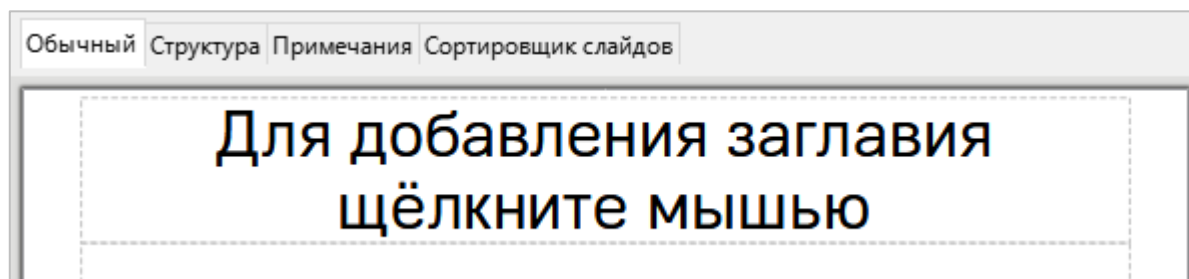 Обычный Структура Примечания Сортировщик слайдов
Для добавления заглавия
щёлкните мышью